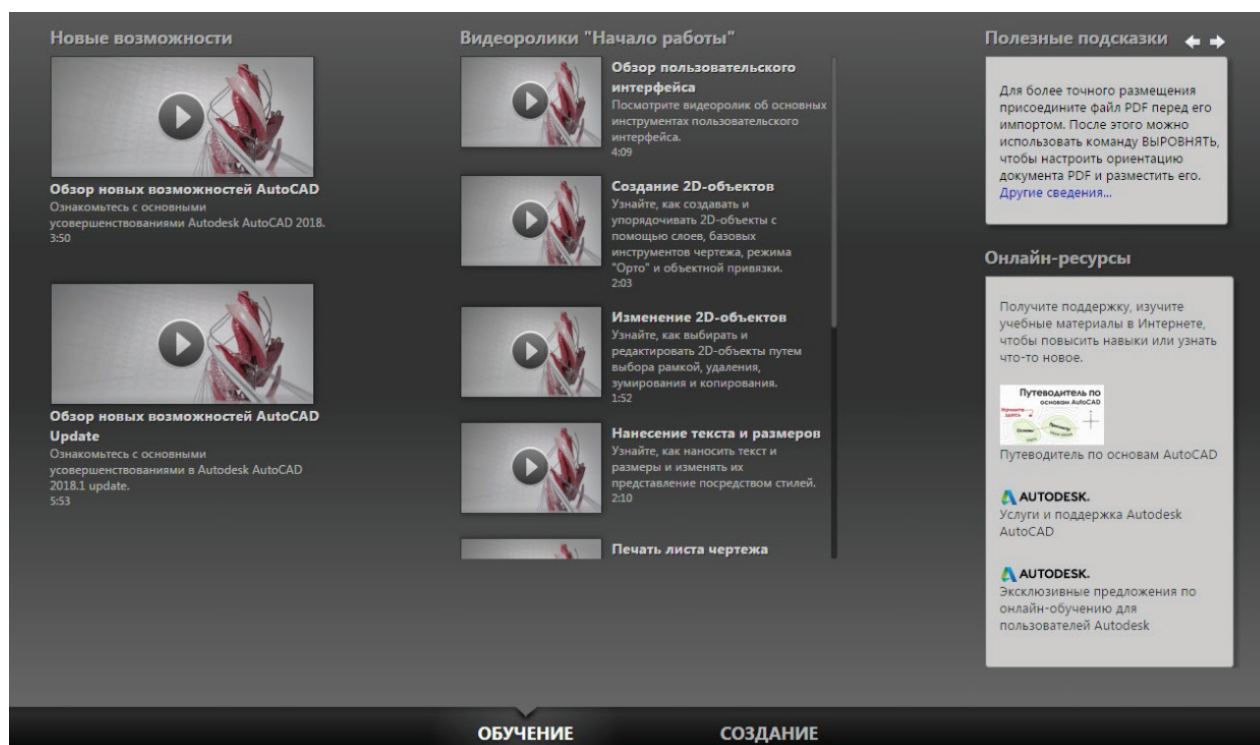 Новые возможности
Обзор новых возможностей AutoCAD
Ознакомьтесь с основными
усовершенствованиями Autodesk AutoCAD 2018.
3:50
Обзор новых возможностей AutoCAD
Update
Ознакомьтесь с основными
усовершенствованиями в Autodesk AutoCAD
2018.1 update.
5:53
Видеоролики "Начало работы"
Обзор пользовательского
интерфейса
Посмотрите видеоролик об основных
инструментах пользовательского
интерфейса.
4:09
Создание 2D-объектов
Узнайте, как создавать и
упорядочивать 2D-объекты с
помощью слоев, базовых
инструментов чертежа, режима
"Орто" и объектной привязки.
2:03
Изменение 2D-объектов
Узнайте, как выбирать и
редактировать 2D-объекты путем
выбора рамкой, удаления,
зумирования и копирования.
1:52
Нанесение текста и размеров
Узнайте, как наносить текст и
размеры и изменять их
представление посредством стилей.
2:10
Печать листа чертежа
Полезные подсказки
Для более точного размещения
присоедините файл PDF перед его
импортом. После этого можно
использовать команду ВЫРОВНЯТЬ,
чтобы настроить ориентацию
документа PDF и разместить его.
Другие сведения...
Онлайн-ресурсы
Получите поддержку, изучите
учебные материалы в Интернете,
чтобы повысить навыки или узнать
что-то новое.
Путеводитель по
основам AutoCAD
Путеводитель по основам AutoCAD
AUTODESK.
Услуги и поддержка Autodesk
AutoCAD
AUTODESK.
Эксклюзивные предложения по
онлайн-обучению для
пользователей Autodesk
ОБУЧЕНИЕ
СОЗДАНИЕ